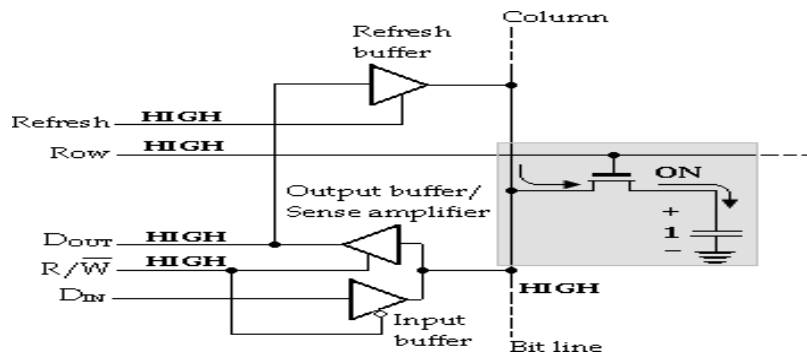 Column
Refresh
buffer
Refresh HIGH
Row HIGH
ON
Output buffer/
Sense amplifier
+
1
−
DOUT HIGH
R/W̅ HIGH
DIN
HIGH
Input
buffer
Bit line